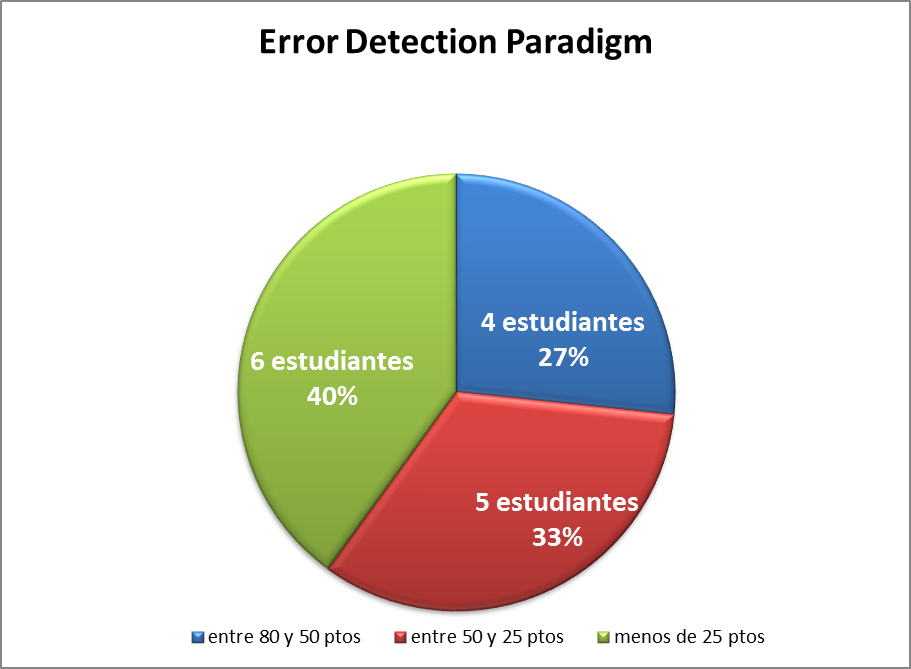 Error Detection Paradigm
4 estudiantes
27%
6 estudiantes
40%
5 estudiantes
33%
entre 80 y 50 ptos
entre 50 y 25 ptos
menos de 25 ptos